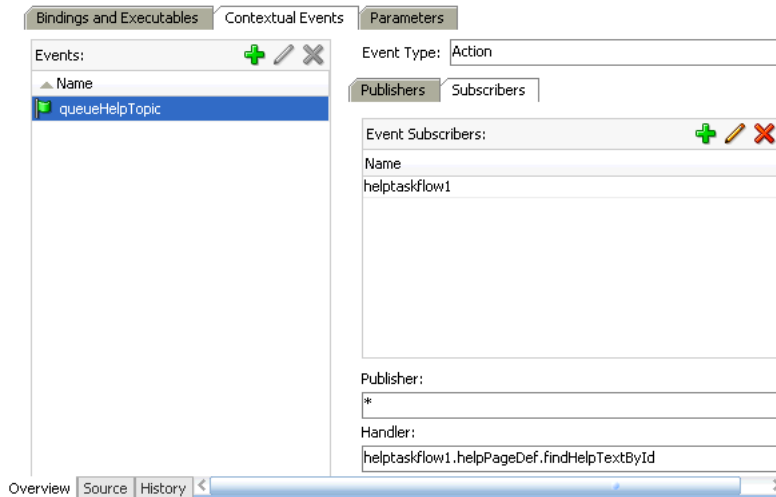 Bindings and Executables Contextual Events Parameters
Events:
Name
queueHelpTopic
Event Type: Action
Publishers Subscribers
Event Subscribers:
Name
helptaskflow1
Publisher:
*
Handler:
helptaskflow1.helpPageDef.findHelpTextById
Overview Source History